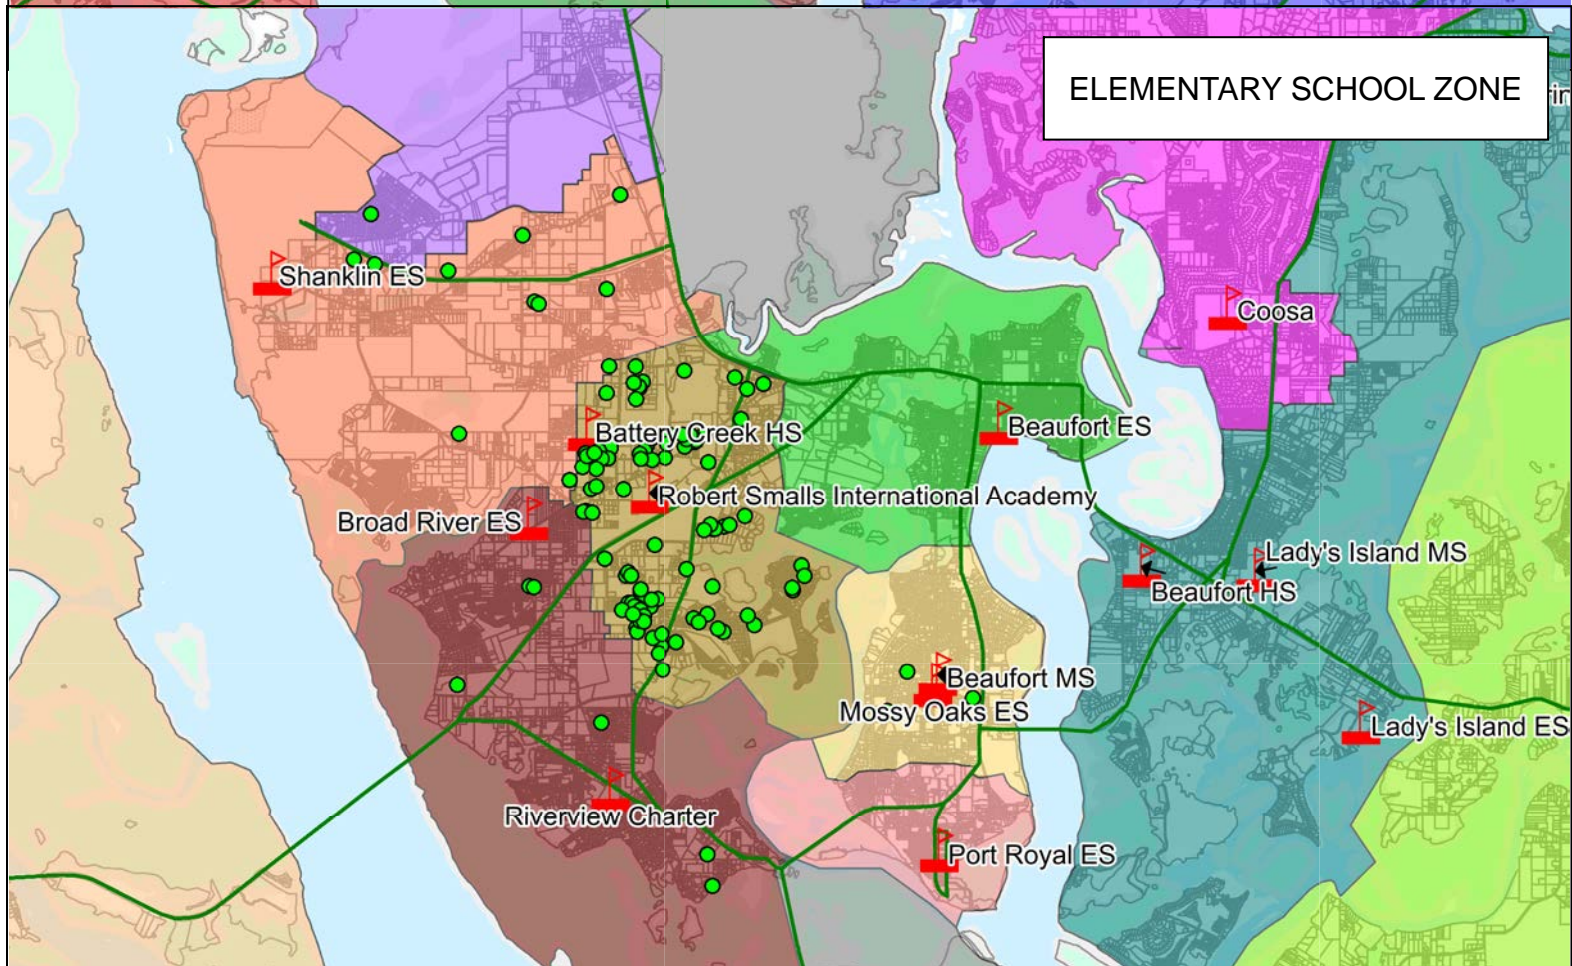 ELEMENTARY SCHOOL ZONE
Shanklin ES
Coosa
Beaufort ES
Battery Creek HS
Robert Smalls International Academy
Broad River ES
Lady's Island MS
Beaufort HS
Beaufort MS
Mossy Oaks ES
Lady's Island ES
Riverview Charter
Port Royal ES